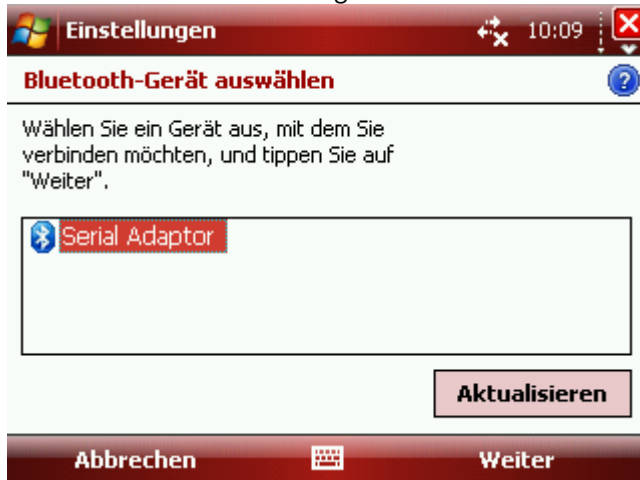 Einstellungen 10:09
Bluetooth-Gerät auswählen
Wählen Sie ein Gerät aus, mit dem Sie
verbinden möchten, und tippen Sie auf
"Weiter".
Serial Adaptor
Aktualisieren
Abbrechen Weiter